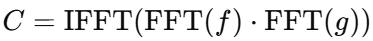 C = IFFT(FFT(f) · FFT(g))